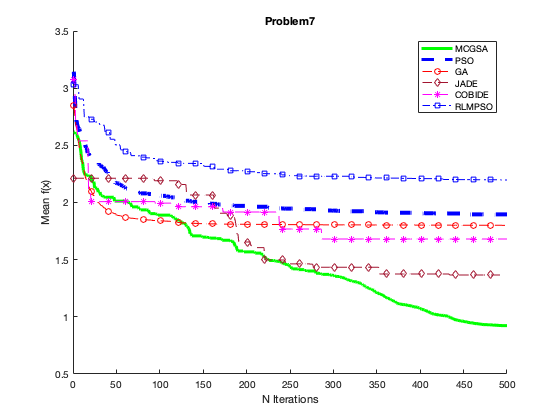 Problem7
3.5
3
2.5
2
1.5
1
0.5
Mean f(x)
0 50 100 150 200 250 300 350 400 450 500
N Iterations
MCGSA
PSO
GA
JADE
COBIDE
RLMPSO